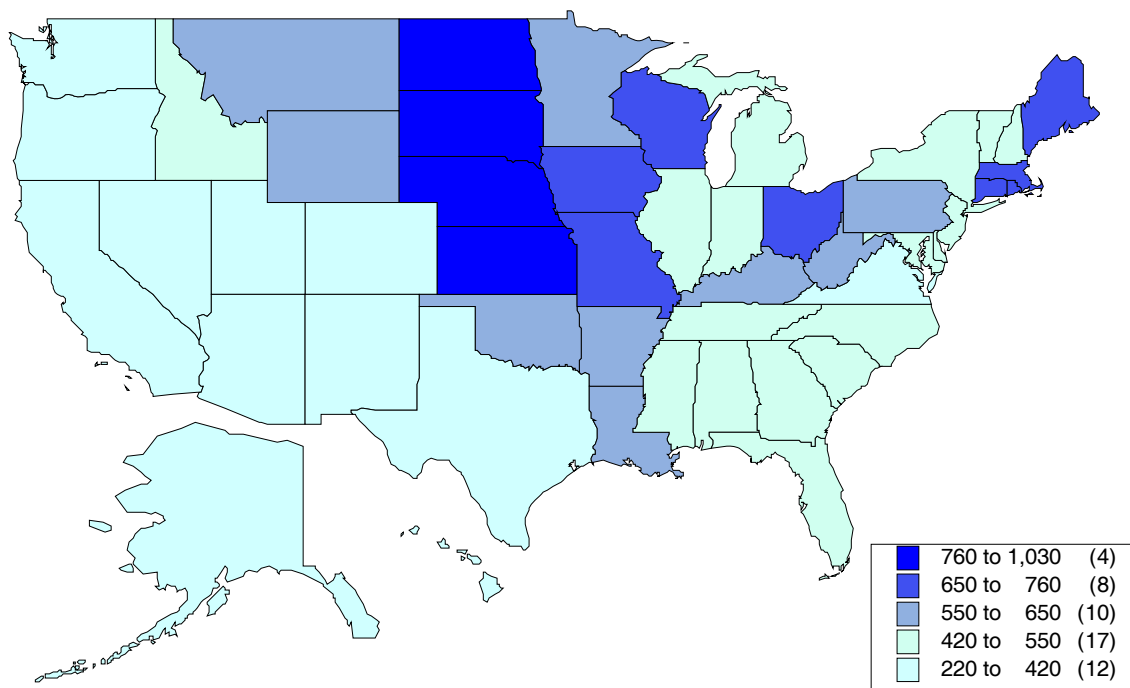 760 to 1,030 (4)
650 to 760 (8)
550 to 650 (10)
420 to 550 (17)
220 to 420 (12)